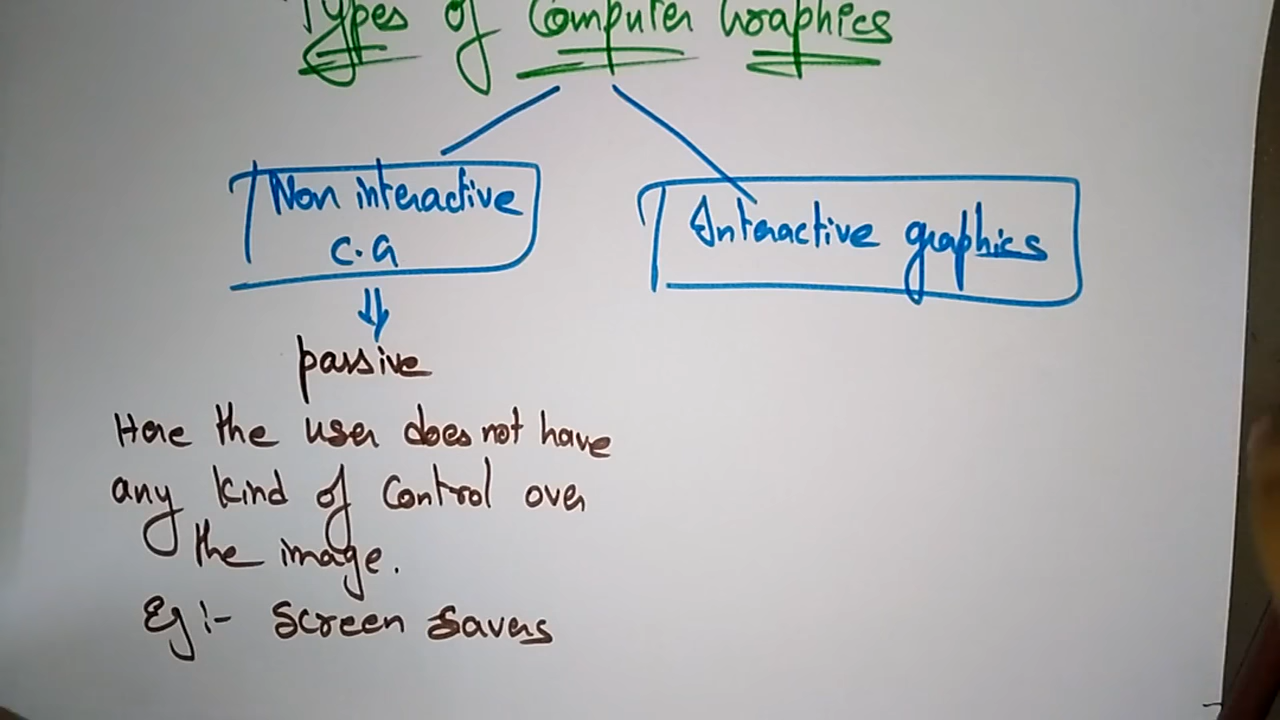 Types of Computer Graphics
Non interactive
C.G
Interactive graphics
passive
Here the user does not have
any kind of Control over
the image.
Eg:- Screen Savers